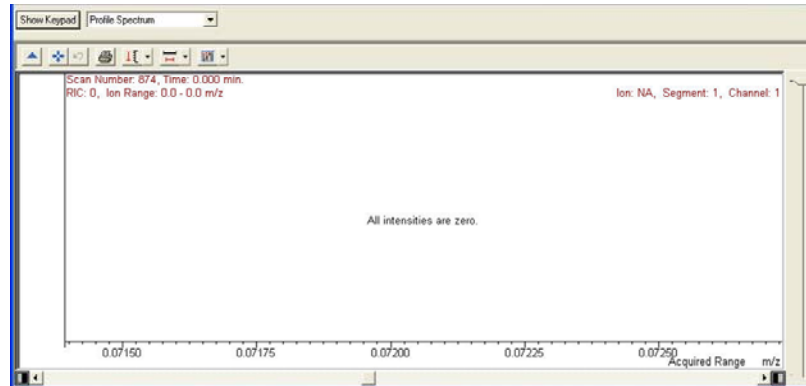 Show Keypad Profile Spectrum
Scan Number: 874, Time: 0.000 min.
RIC: 0, Ion Range: 0.0 - 0.0 m/z
Ion: NA, Segment: 1, Channel: 1
All intensities are zero.
0.07150 0.07175 0.07200 0.07225 0.07250
Acquired Range m/z